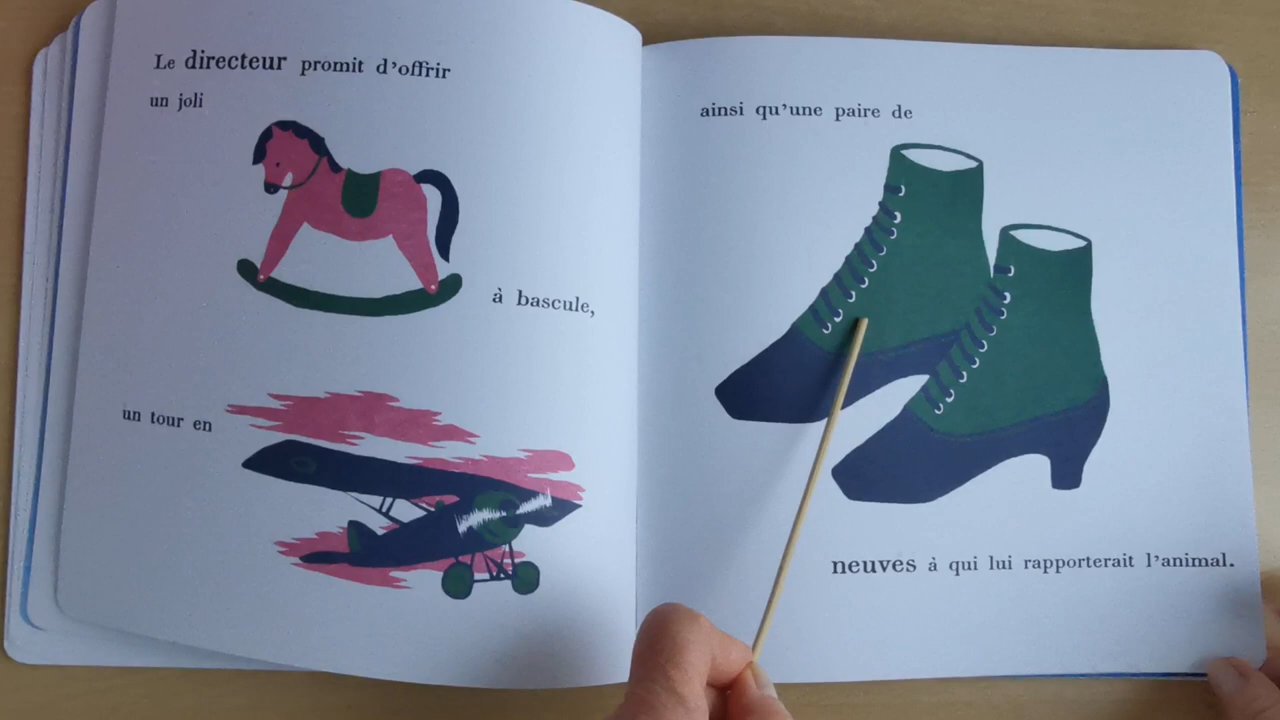 Le directeur promit d'offrir
un joli
à bascule,
un tour en
ainsi qu'une paire de
neuves à qui lui rapporterait l'animal.